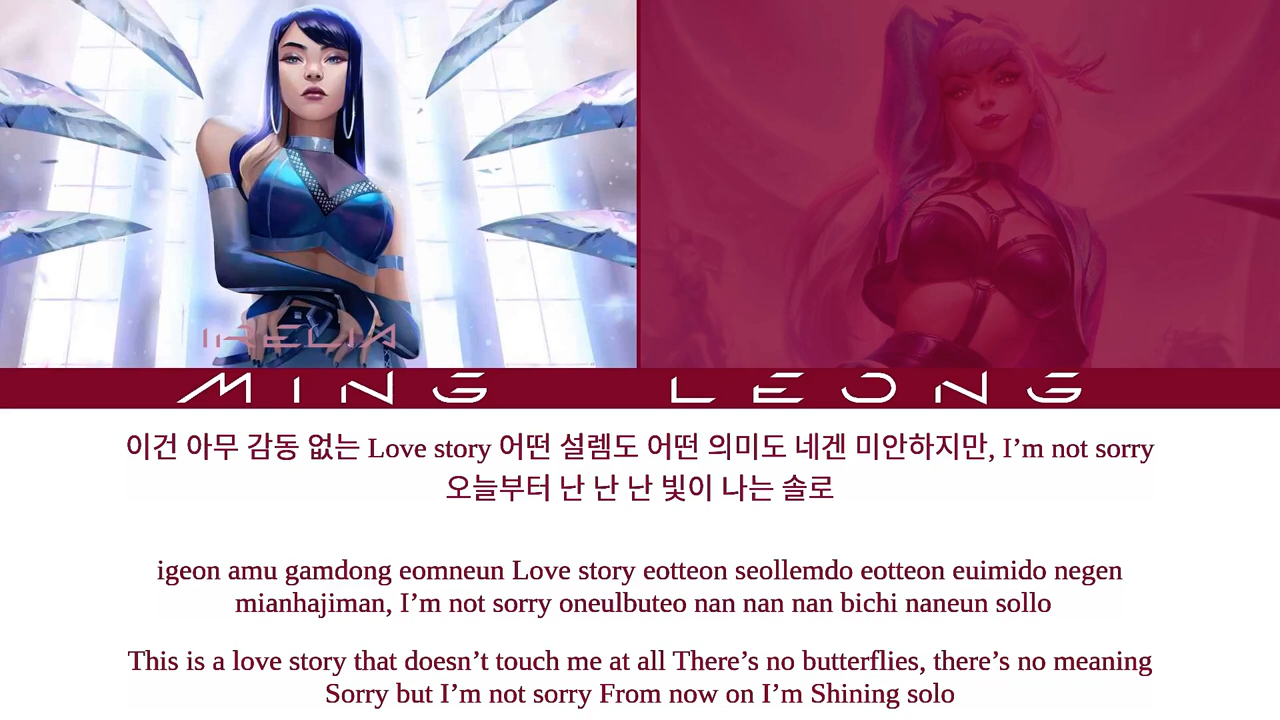 IRELIA
MING LEONG
이건 아무 감동 없는 Love story 어떤 설렘도 어떤 의미도 네겐 미안하지만, I’m not sorry
오늘부터 난 난 난 빛이 나는 솔로
igeon amu gamdong eomneun Love story eotteon seollemdo eotteon euimido negen
mianhajiman, I’m not sorry oneulbuteo nan nan nan bichi naneun sollo
This is a love story that doesn’t touch me at all There’s no butterflies, there’s no meaning
Sorry but I’m not sorry From now on I’m Shining solo